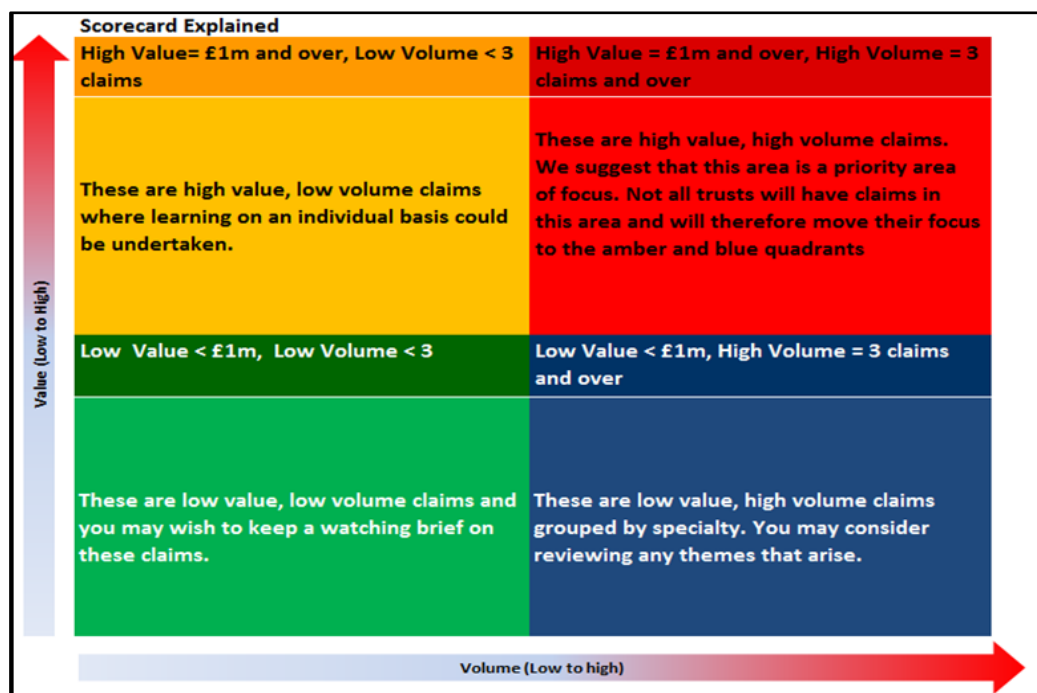 Scorecard Explained
High Value= £1m and over, Low Volume < 3
claims
High Value = £1m and over, High Volume = 3
claims and over
These are high value, low volume claims
where learning on an individual basis could
be undertaken.
These are high value, high volume claims.
We suggest that this area is a priority area
of focus. Not all trusts will have claims in
this area and will therefore move their focus
to the amber and blue quadrants
Value (Low to High)
Low  Value < £1m,  Low Volume < 3
Low Value < £1m, High Volume = 3 claims
and over
These are low value, low volume claims and
you may wish to keep a watching brief on
these claims.
These are low value, high volume claims
grouped by specialty. You may consider
reviewing any themes that arise.
Volume (Low to high)